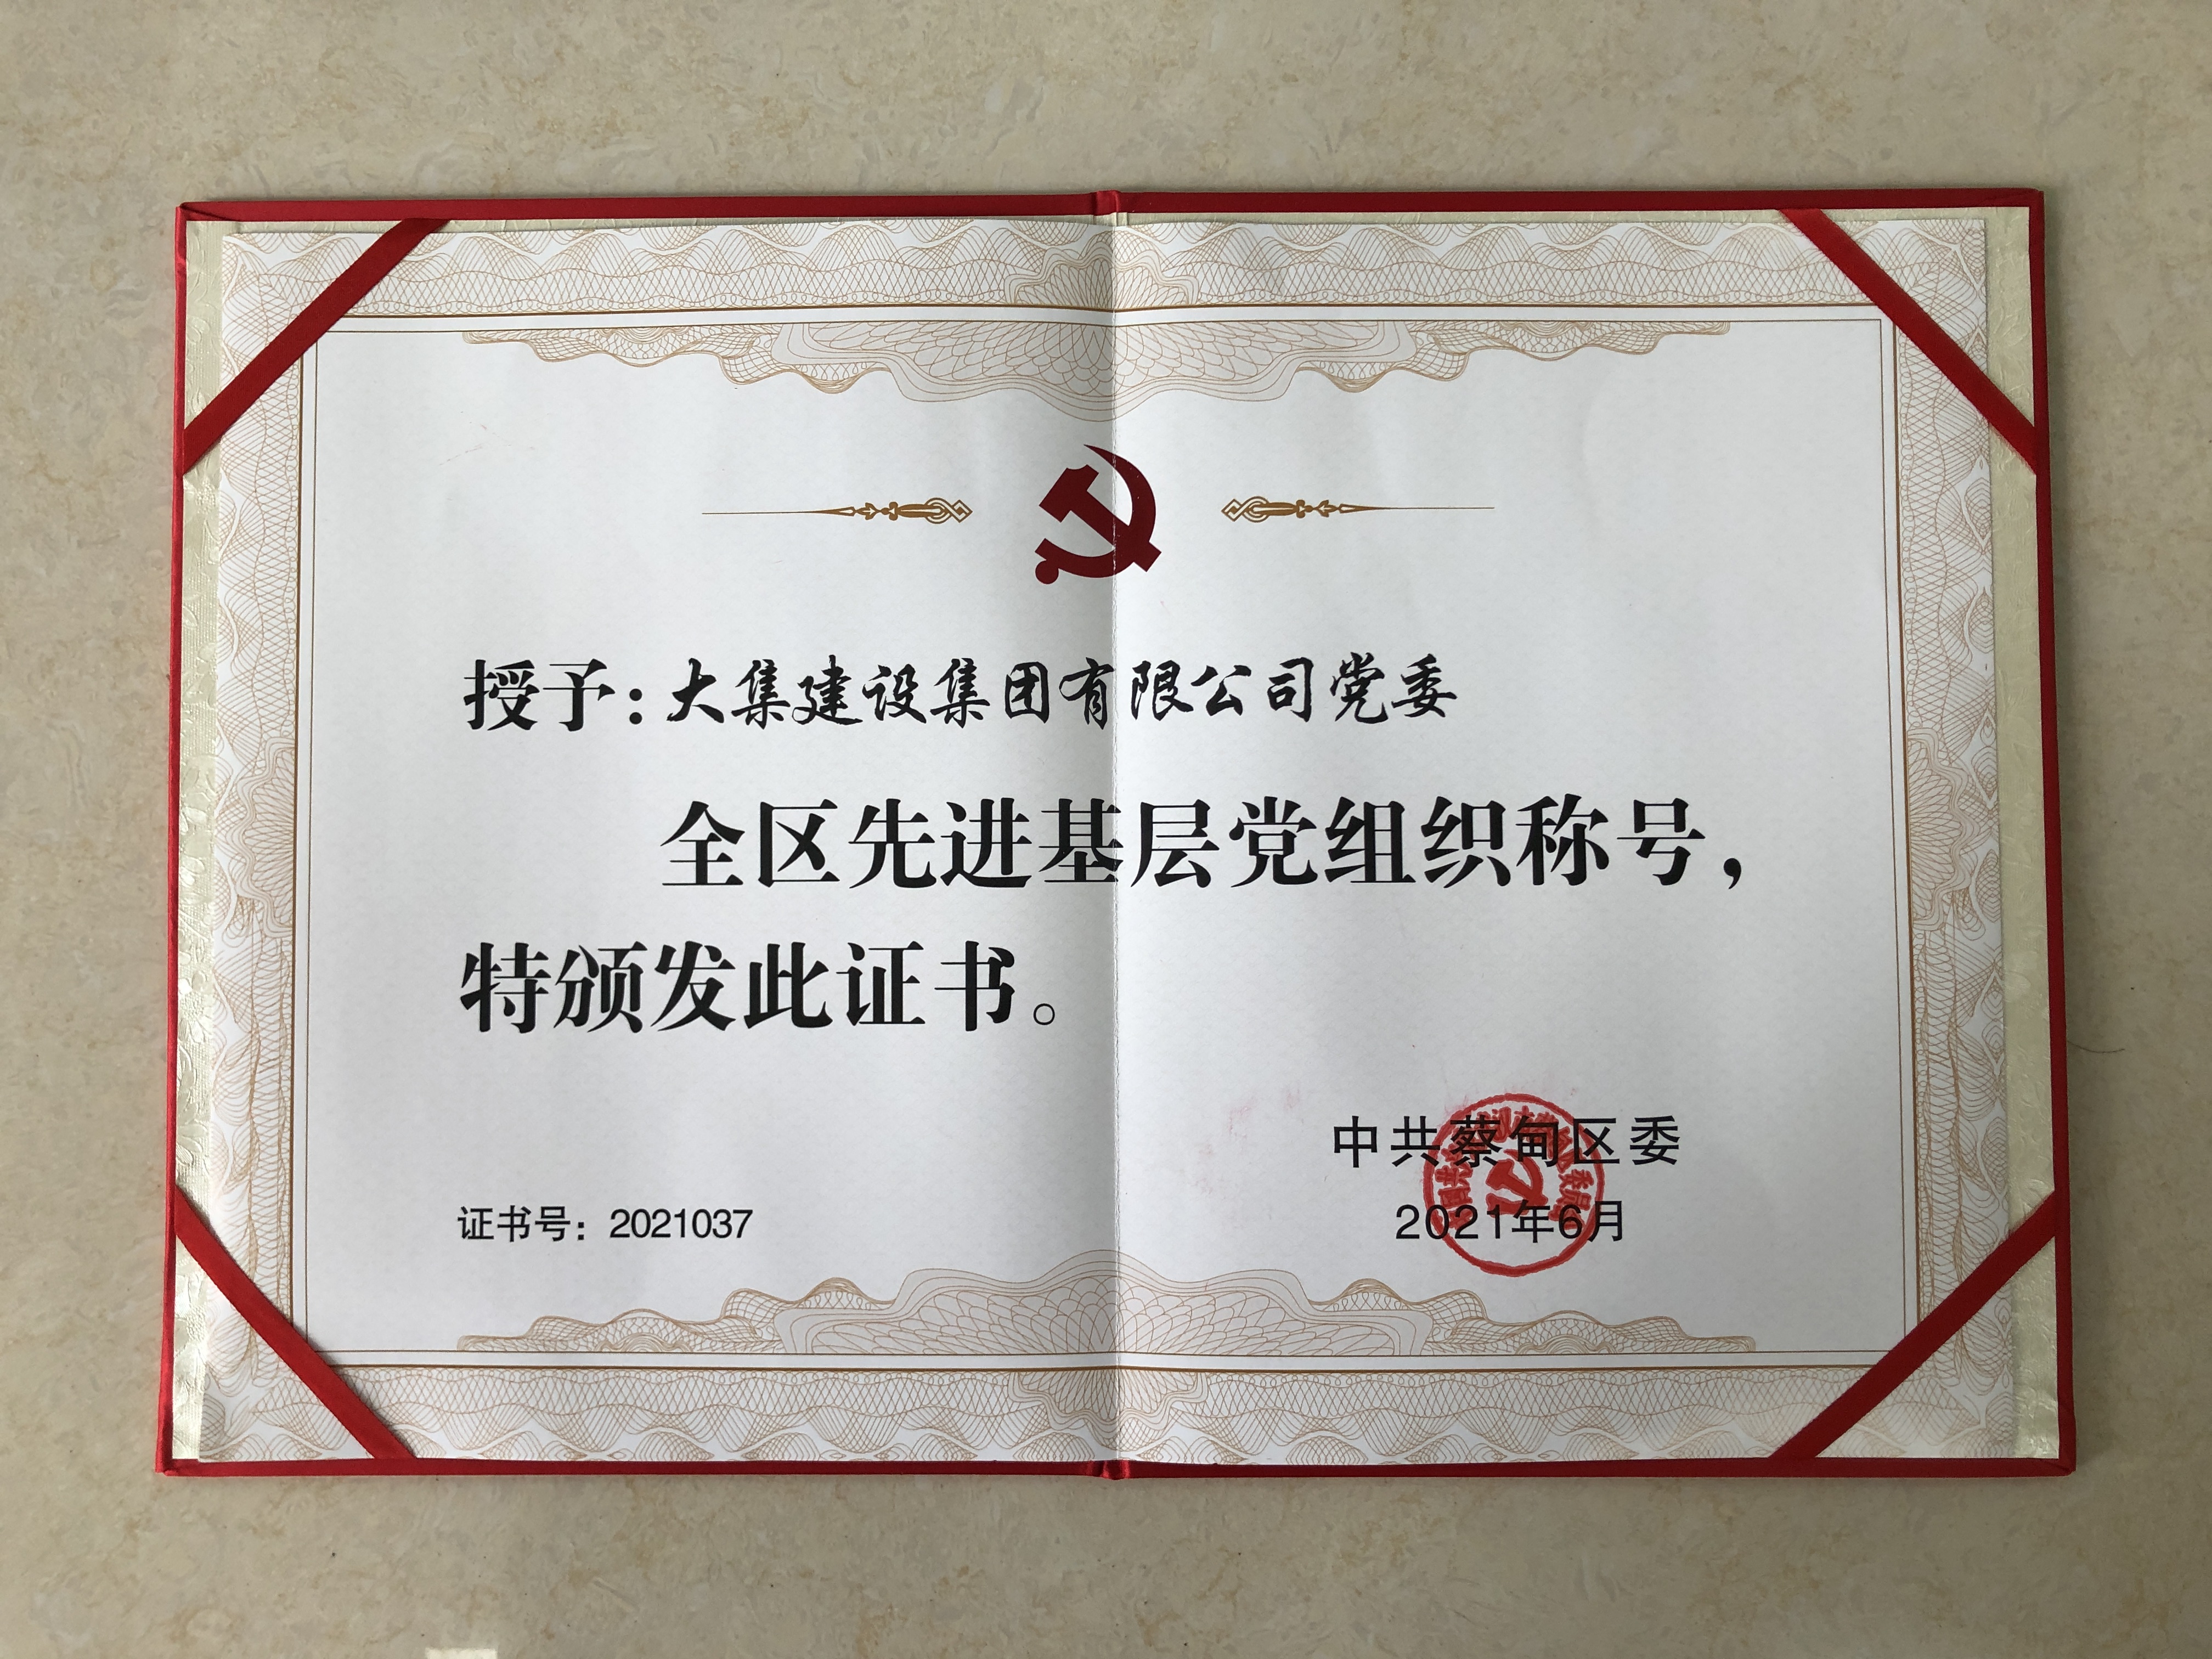 授予：大集建设集团有限公司党委
全区先进基层党组织称号，
特颁发此证书。
中共蔡甸区委
证书号：2021037
2021年6月